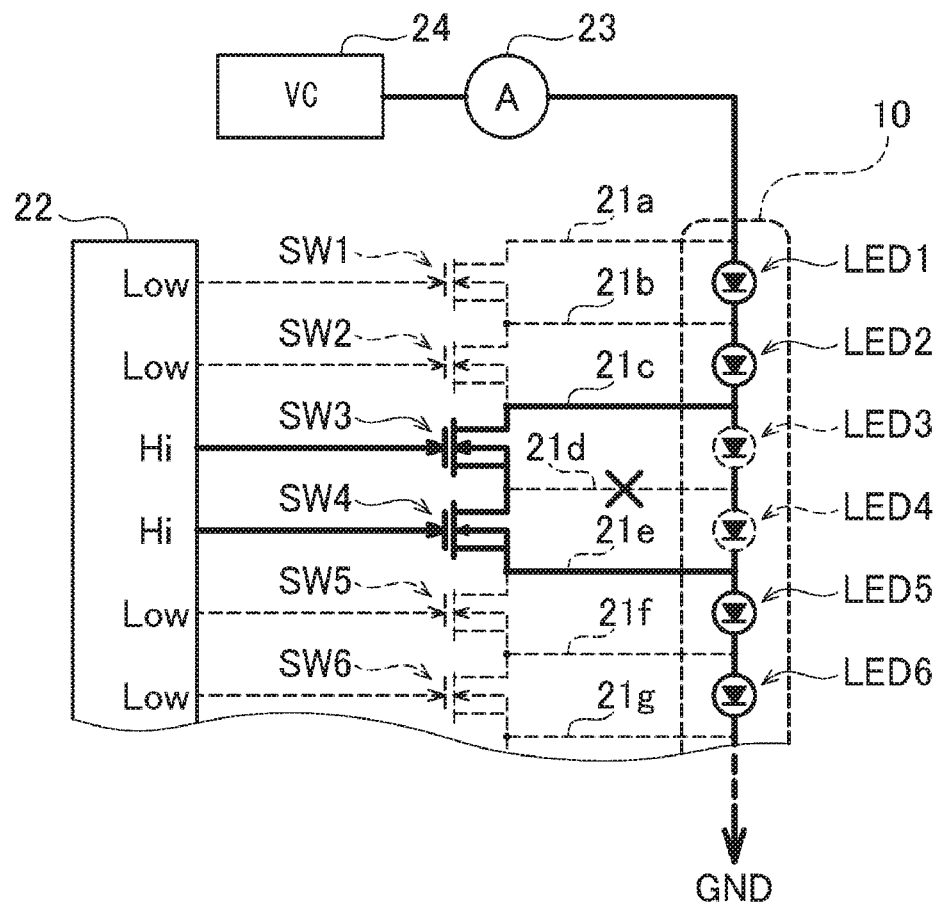 24
23
VC
A
10
22
21a
SW1
LED1
Low
21b
SW2
LED2
Low
21c
SW3
LED3
Hi
21d
SW4
LED4
Hi
21e
SW5
LED5
Low
21f
SW6
LED6
Low
21g
GND